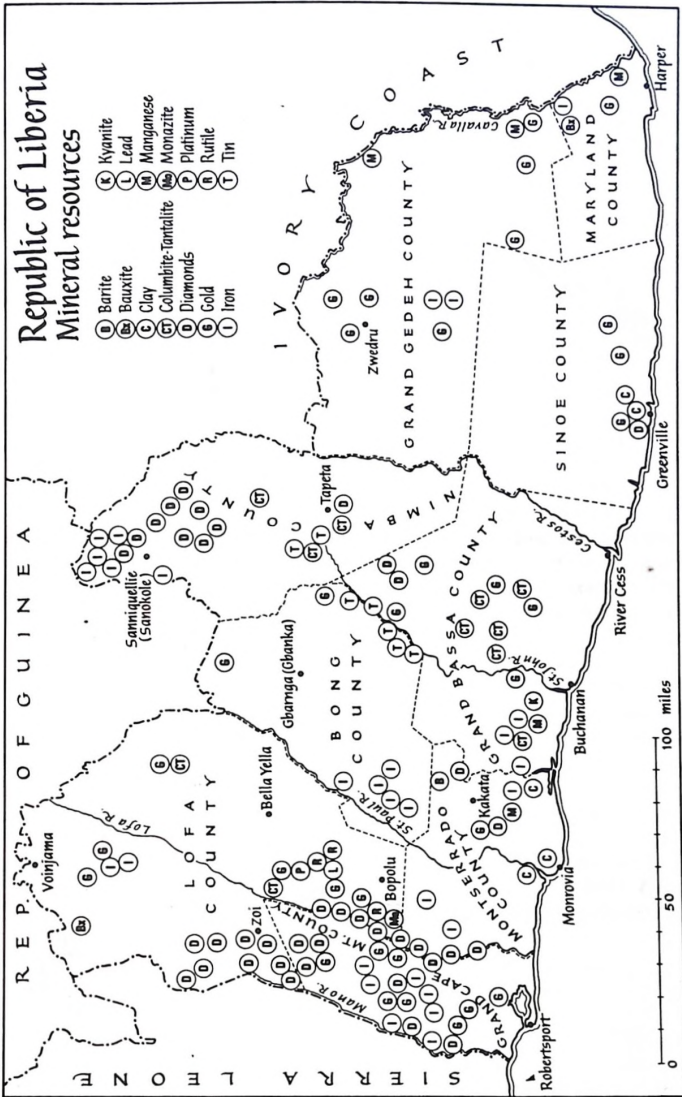 Republic of Liberia
Mineral resources
B Barite
Bx Bauxite
C Clay
CT Columbite-Tantalite
D Diamonds
G Gold
I Iron
K Kyanite
L Lead
M Manganese
Mo Monazite
P Platinum
R Rutile
T Tin
REP. OF GUINEA
SIERRA LEONE
IVORY COAST
Voinjama
Lofa R.
LOFA COUNTY
Zoi
Bella Yella
Mano R.
GRAND CAPE MT. COUNTY
Bopolu
St. Paul R.
MONTSERRADO COUNTY
Kakata
Robertsport
Monrovia
BONG COUNTY
Gbarnga (Gbanka)
Sanniquellie
(Sanokole)
NIMBA COUNTY
Tapeta
GRAND BASSA COUNTY
St. John R.
Buchanan
Cestos R.
River Cess
GRAND GEDEH COUNTY
Zwedru
SINOE COUNTY
Greenville
Cavalla R.
MARYLAND COUNTY
Harper
0 100 miles